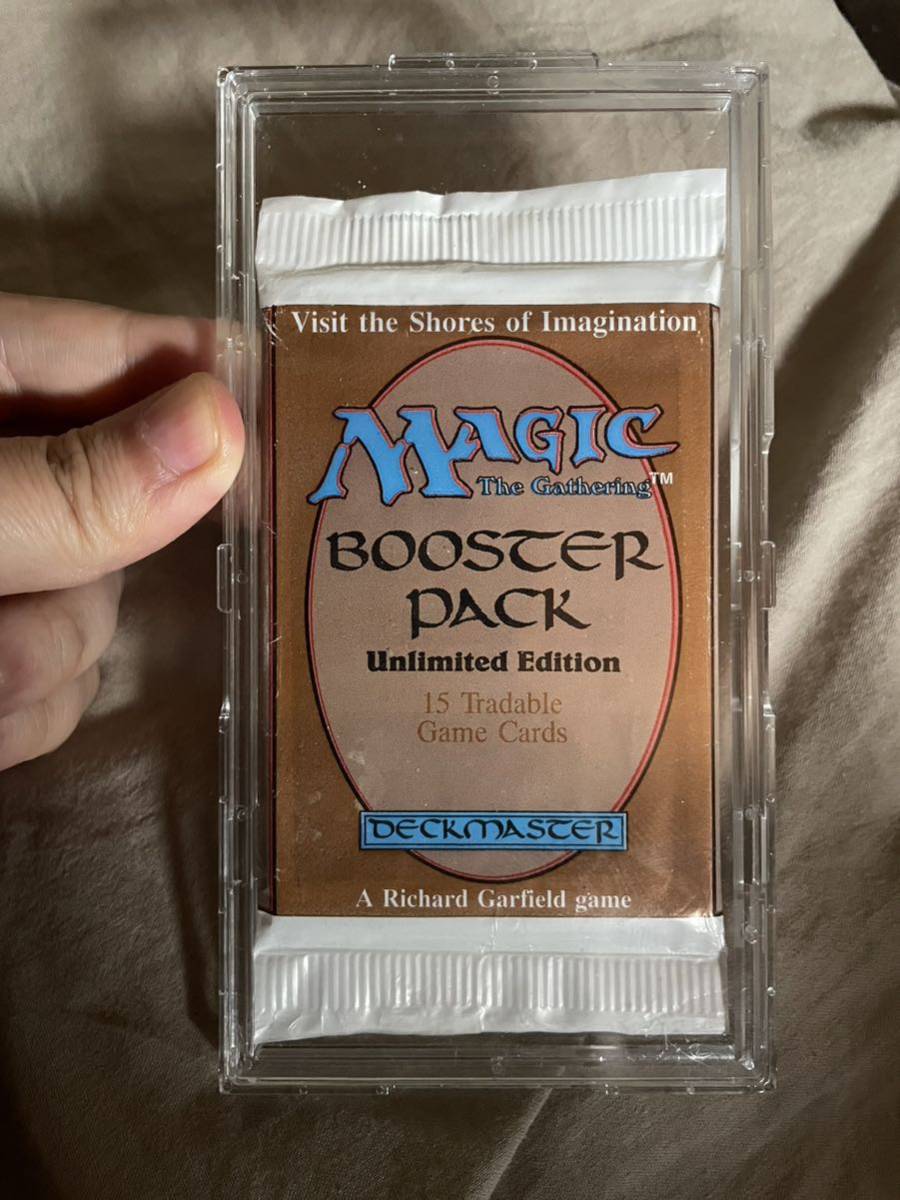 Visit the Shores of Imagination
MAGIC
The Gathering™
BOOSTER
PACK
Unlimited Edition
15 Tradable
Game Cards
DECKMASTER
A Richard Garfield game